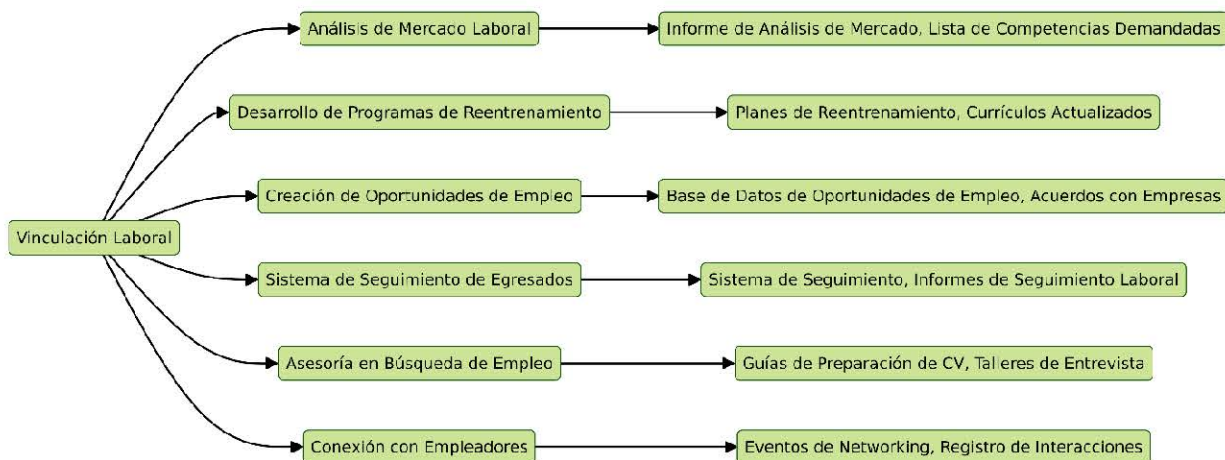 Análisis de Mercado Laboral
Informe de Análisis de Mercado, Lista de Competencias Demandadas
Desarrollo de Programas de Reentrenamiento
Planes de Reentrenamiento, Currículos Actualizados
Creación de Oportunidades de Empleo
Base de Datos de Oportunidades de Empleo, Acuerdos con Empresas
Vinculación Laboral
Sistema de Seguimiento de Egresados
Sistema de Seguimiento, Informes de Seguimiento Laboral
Asesoría en Búsqueda de Empleo
Guías de Preparación de CV, Talleres de Entrevista
Conexión con Empleadores
Eventos de Networking, Registro de Interacciones